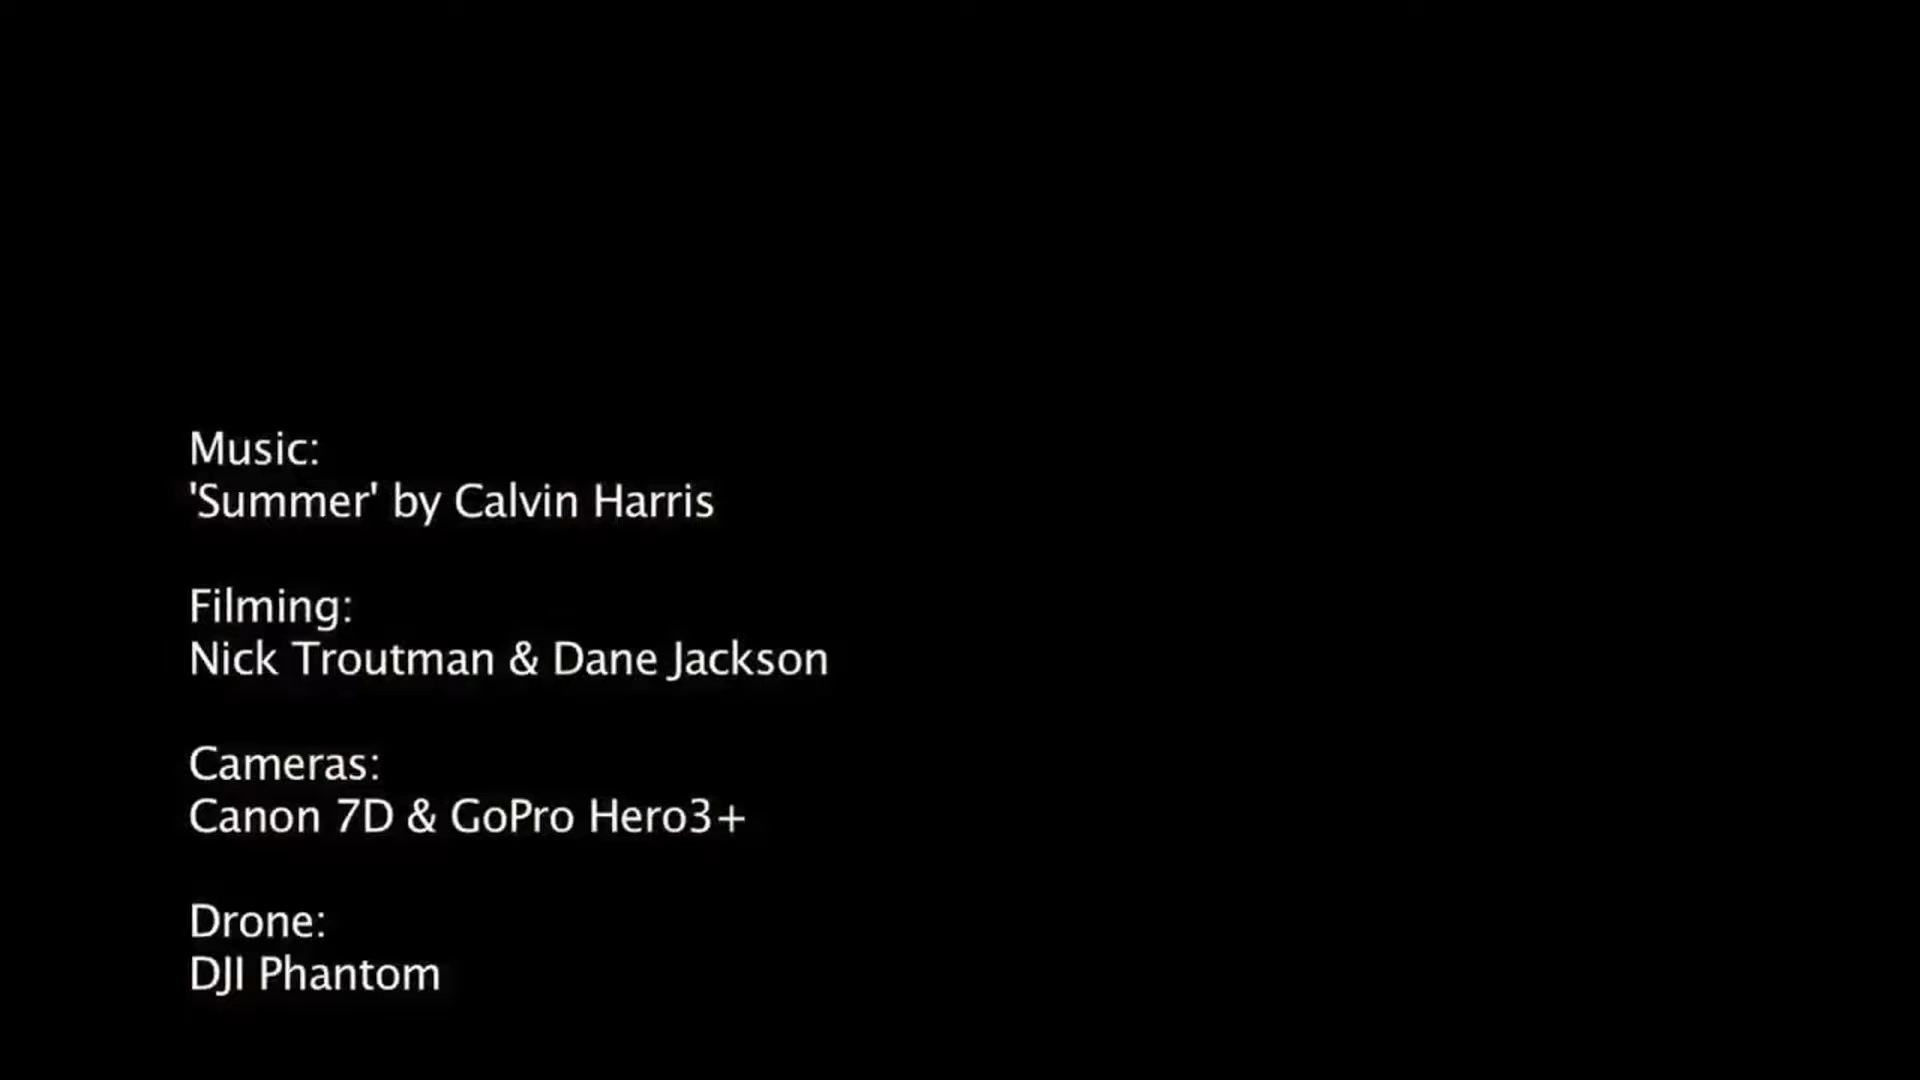 Music:
'Summer' by Calvin Harris
Filming:
Nick Troutman & Dane Jackson
Cameras:
Canon 7D & GoPro Hero3+
Drone:
DJI Phantom